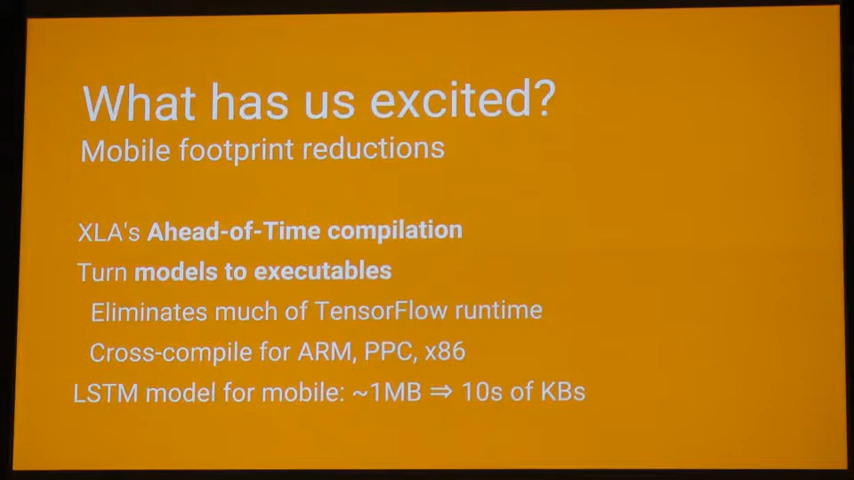 What has us excited?
Mobile footprint reductions
XLA's Ahead-of-Time compilation
Turn models to executables
Eliminates much of TensorFlow runtime
Cross-compile for ARM, PPC, x86
LSTM model for mobile: ~1MB ⇒ 10s of KBs